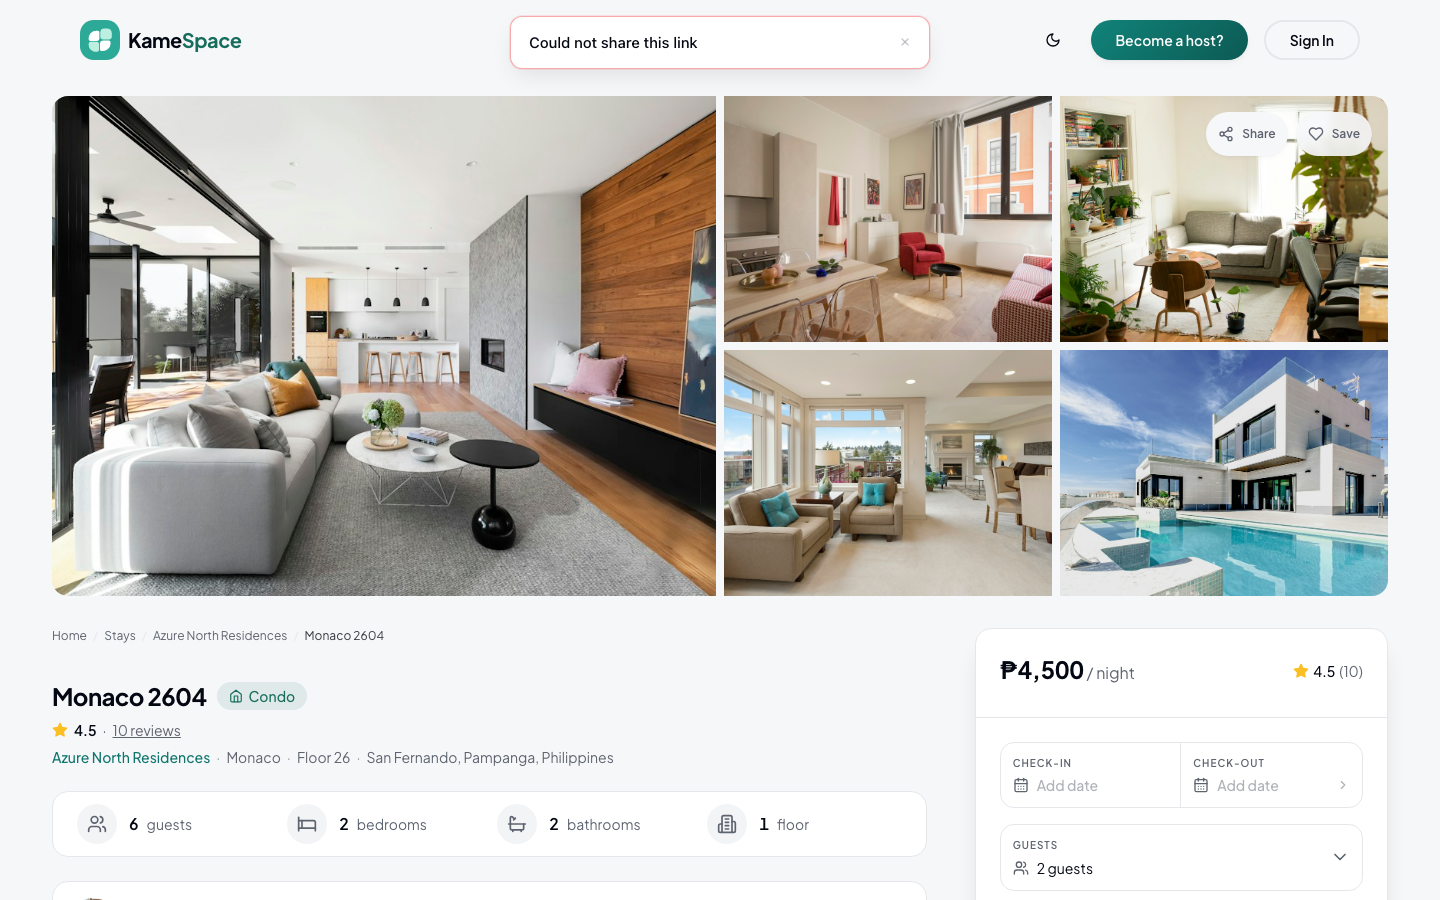 KameSpace
Could not share this link
Become a host?
Sign In
Share
Save
Home / Stays / Azure North Residences / Monaco 2604
Monaco 2604
Condo
4.5 · 10 reviews
Azure North Residences · Monaco · Floor 26 · San Fernando, Pampanga, Philippines
6 guests
2 bedrooms
2 bathrooms
1 floor
₱4,500 / night
4.5 (10)
CHECK-IN
Add date
CHECK-OUT
Add date
GUESTS
2 guests